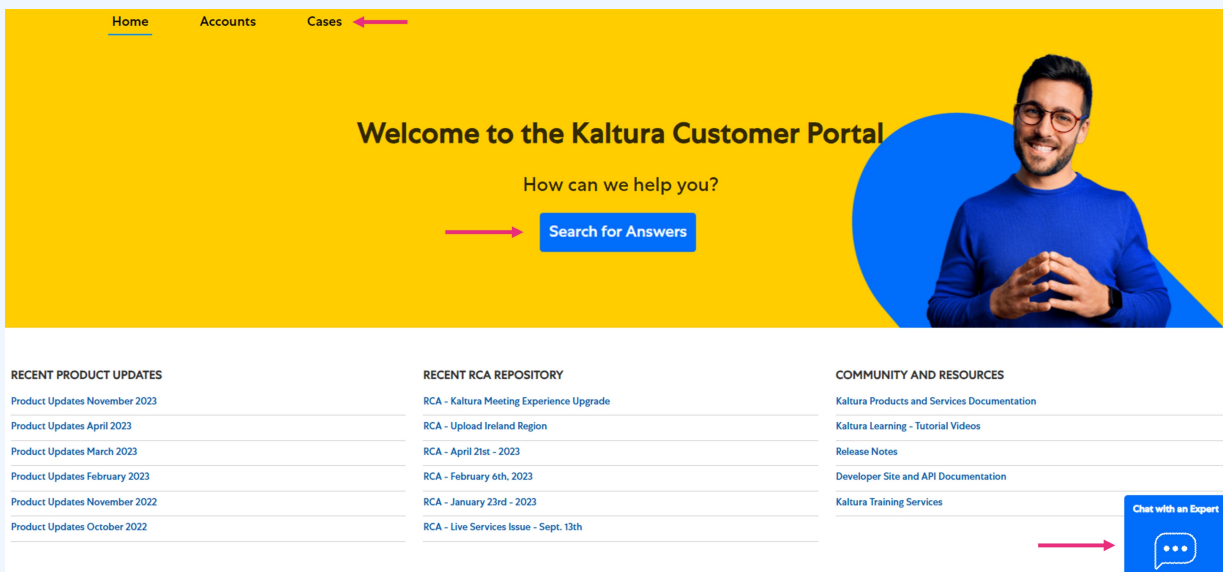 Home Accounts Cases
Welcome to the Kaltura Customer Portal
How can we help you?
Search for Answers
RECENT PRODUCT UPDATES
Product Updates November 2023
Product Updates April 2023
Product Updates March 2023
Product Updates February 2023
Product Updates November 2022
Product Updates October 2022
RECENT RCA REPOSITORY
RCA - Kaltura Meeting Experience Upgrade
RCA - Upload Ireland Region
RCA - April 21st - 2023
RCA - February 6th, 2023
RCA - January 23rd - 2023
RCA - Live Services Issue - Sept. 13th
COMMUNITY AND RESOURCES
Kaltura Products and Services Documentation
Kaltura Learning - Tutorial Videos
Release Notes
Developer Site and API Documentation
Kaltura Training Services
Chat with an Expert